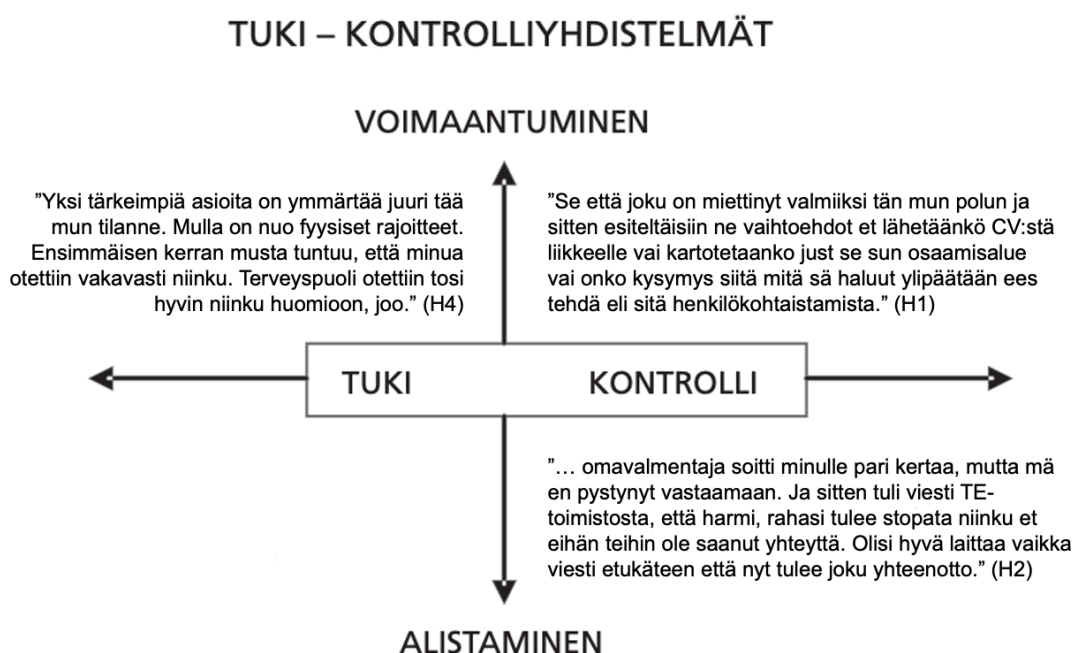 TUKI – KONTROLLIYHDISTELMÄT
VOIMAANTUMINEN
”Yksi tärkeimpiä asioita on ymmärtää juuri tää
mun tilanne. Mulla on nuo fyysiset rajoitteet.
Ensimmäisen kerran musta tuntuu, että minua
otettiin vakavasti niinku. Terveyspuoli otettiin tosi
hyvin niinku huomioon, joo.” (H4)
”Se että joku on miettinyt valmiiksi tän mun polun ja
sitten esiteltäisiin ne vaihtoehdot et lähetäänkö CV:stä
liikkeelle vai kartotetaanko just se sun osaamisalue
vai onko kysymys siitä mitä sä haluut ylipäätään ees
tehdä eli sitä henkilökohtaistamista.” (H1)
TUKI KONTROLLI
”… omavalmentaja soitti minulle pari kertaa, mutta mä
en pystynyt vastaamaan. Ja sitten tuli viesti TE-
toimistosta, että harmi, rahasi tulee stopata niinku et
eihän teihin ole saanut yhteyttä. Olisi hyvä laittaa vaikka
viesti etukäteen että nyt tulee joku yhteenotto.” (H2)
ALISTAMINEN